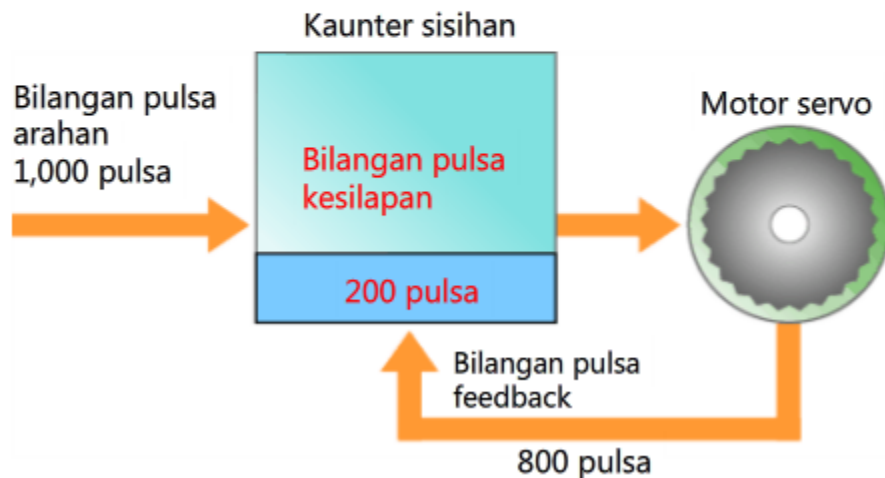 Kaunter sisihan
Bilangan pulsa
arahan
1,000 pulsa
Motor servo
Bilangan pulsa
kesilapan
200 pulsa
Bilangan pulsa
feedback
800 pulsa